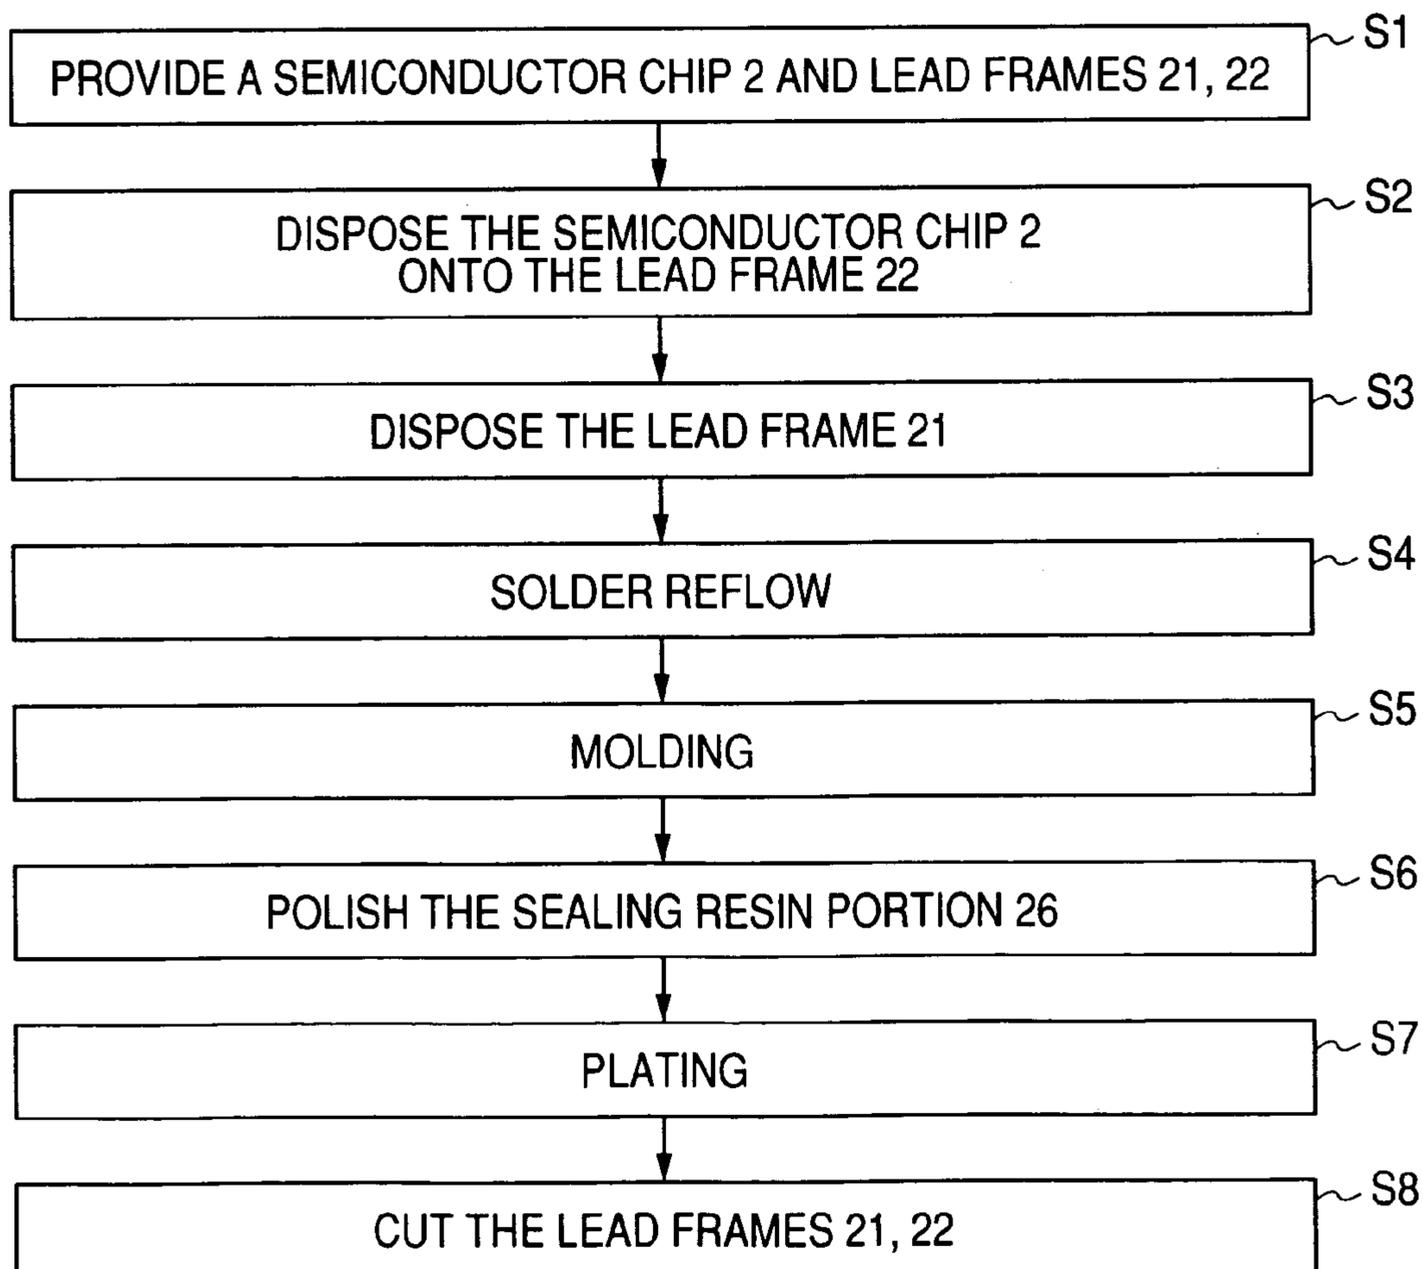 S1
PROVIDE A SEMICONDUCTOR CHIP 2 AND LEAD FRAMES 21, 22
S2
DISPOSE THE SEMICONDUCTOR CHIP 2
ONTO THE LEAD FRAME 22
S3
DISPOSE THE LEAD FRAME 21
S4
SOLDER REFLOW
S5
MOLDING
S6
POLISH THE SEALING RESIN PORTION 26
S7
PLATING
S8
CUT THE LEAD FRAMES 21, 22